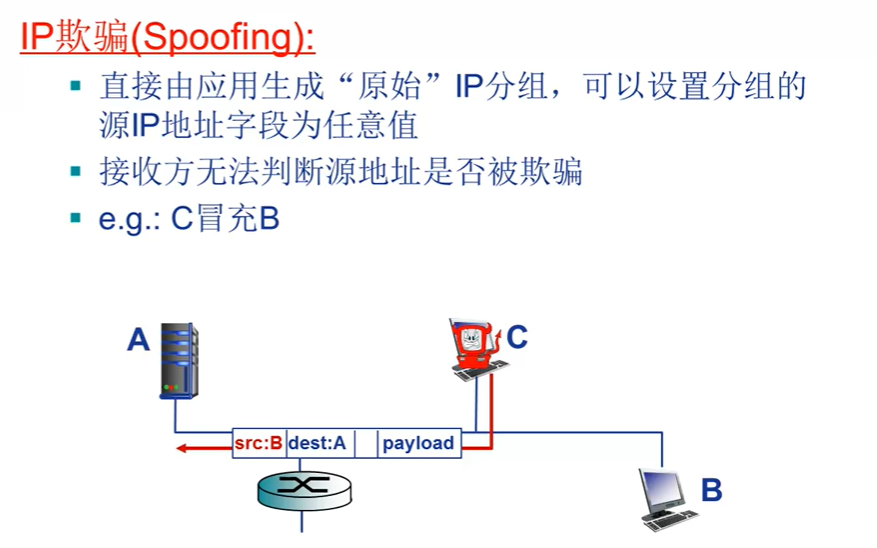 IP欺骗(Spoofing):
直接由应用生成“原始”IP分组，可以设置分组的
源IP地址字段为任意值
接收方无法判断源地址是否被欺骗
e.g.: C冒充B
A
C
src:B dest:A payload
B